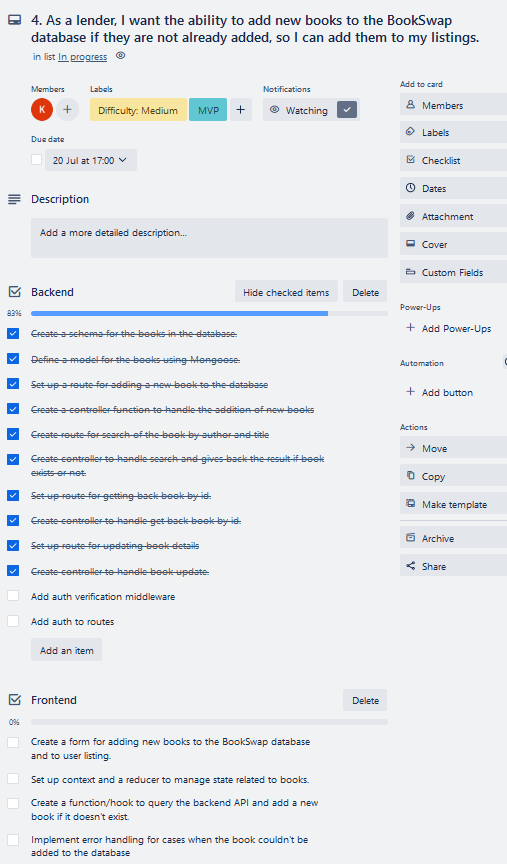 4. As a lender, I want the ability to add new books to the BookSwap
database if they are not already added, so I can add them to my listings.
in list In progress
Members
Labels
Notifications
K
Difficulty: Medium
MVP
Watching
Due date
20 Jul at 17:00
Description
Add a more detailed description...
Backend
Hide checked items
Delete
83%
Create a schema for the books in the database.
Define a model for the books using Mongoose.
Set up a route for adding a new book to the database
Create a controller function to handle the addition of new books
Create route for search of the book by author and title
Create controller to handle search and gives back the result if book
exists or not.
Set up route for getting back book by id.
Create controller to handle get back book by id.
Set up route for updating book details
Create controller to handle book update.
Add auth verification middleware
Add auth to routes
Add an item
Frontend
Delete
0%
Create a form for adding new books to the BookSwap database
and to user listing.
Set up context and a reducer to manage state related to books.
Create a function/hook to query the backend API and add a new
book if it doesn't exist.
Implement error handling for cases when the book couldn't be
added to the database
Add to card
Members
Labels
Checklist
Dates
Attachment
Cover
Custom Fields
Power-Ups
Add Power-Ups
Automation
Add button
Actions
Move
Copy
Make template
Archive
Share